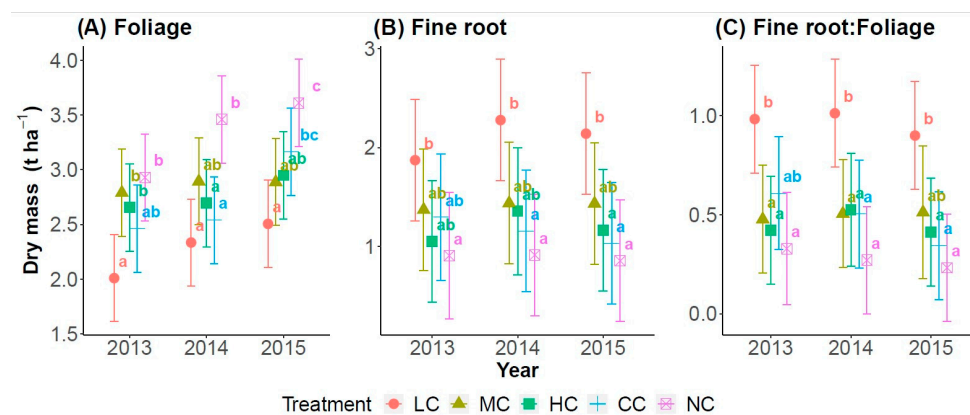 (A) Foliage
(B) Fine root
(C) Fine root:Foliage
Dry mass (t ha⁻¹)
4.0
3.5
3.0
2.5
2.0
1.5
a
b
b
ab
b
a
ab
a
a
b
a
ab
ab
bc
c
2013
2014
2015
3
2
1
b
ab
ab
ab
a
b
ab
ab
a
a
b
ab
a
a
a
2013
2014
2015
Year
1.0
0.5
0.0
b
a
a
ab
a
b
a
a
a
a
b
a
a
a
a
2013
2014
2015
Treatment LC MC HC CC NC